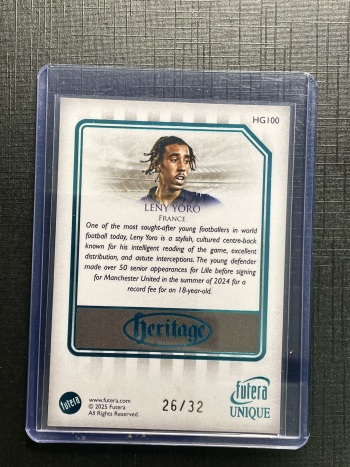 HG100
LENY YORO
FRANCE
One of the most sought-after young footballers in world
football today, Leny Yoro is a stylish, cultured centre-back
known for his intelligent reading of the game, excellent
distribution, and astute interceptions. The young defender
made over 50 senior appearances for Lille before signing
for Manchester United in the summer of 2024 for a
record fee for an 18-year-old.
heritage
futera
www.futera.com
© 2025 Futera
All Rights Reserved.
26/32
futera
UNIQUE